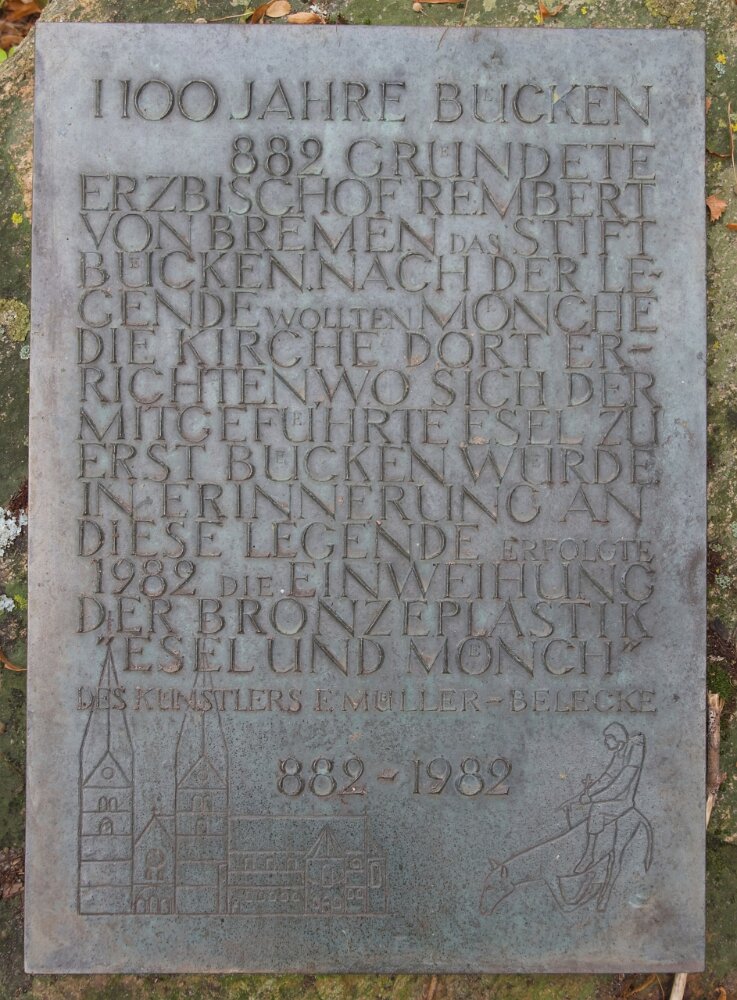 1100 JAHRE BÜCKEN
882 GRÜNDETE
ERZBISCHOF REMBERT
VON BREMEN DAS STIFT
BÜCKEN. NACH DER LE-
GENDE WOLLTEN MÖNCHE
DIE KIRCHE DORT ER-
RICHTEN, WO SICH DER
MITGEFÜHRTE ESEL ZU
ERST BÜCKEN WÜRDE
IN ERINNERUNG AN
DIESE LEGENDE ERFOLGTE
1982 DIE EINWEIHUNG
DER BRONZEPLASTIK
"ESEL UND MÖNCH"
DES KÜNSTLERS F. MÜLLER-BELECKE
882-1982